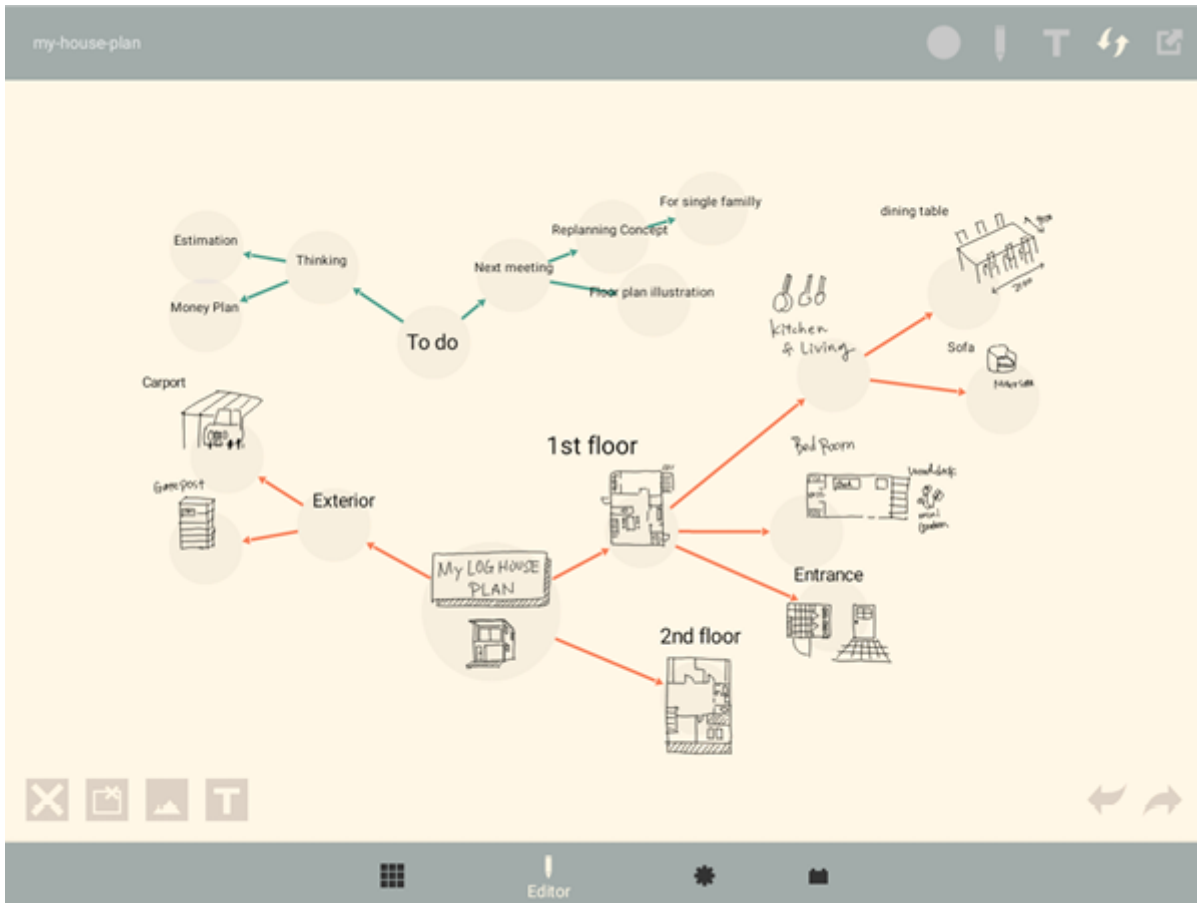 my-house-plan
For single familly
Replanning Concept
dining table
Estimation
Thinking
Next meeting
Money Plan
Floor plan illustration
To do
kitchen
& Living
Sofa
Carport
1st floor
Bed Room
Exterior
My LOG HOUSE
PLAN
Entrance
2nd floor
Editor